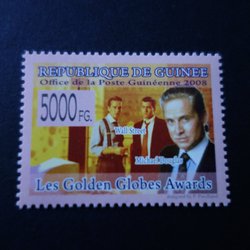 REPUBLIQUE DE GUINEE
Office de la Poste Guinéenne 2008
5000 FG.
Wall Street
Michael Douglas
Les Golden Globes Awards